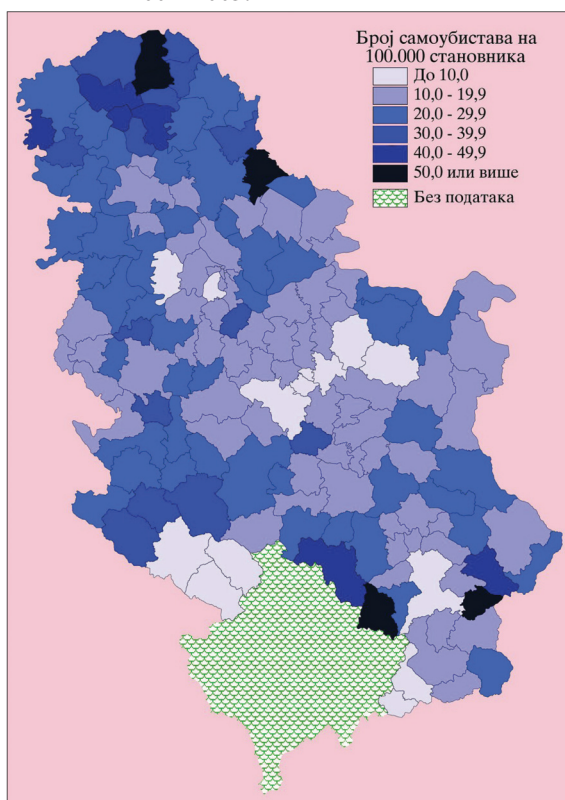 Број самоубистава на
100.000 становника
До 10,0
10,0 - 19,9
20,0 - 29,9
30,0 - 39,9
40,0 - 49,9
50,0 или више
Без података